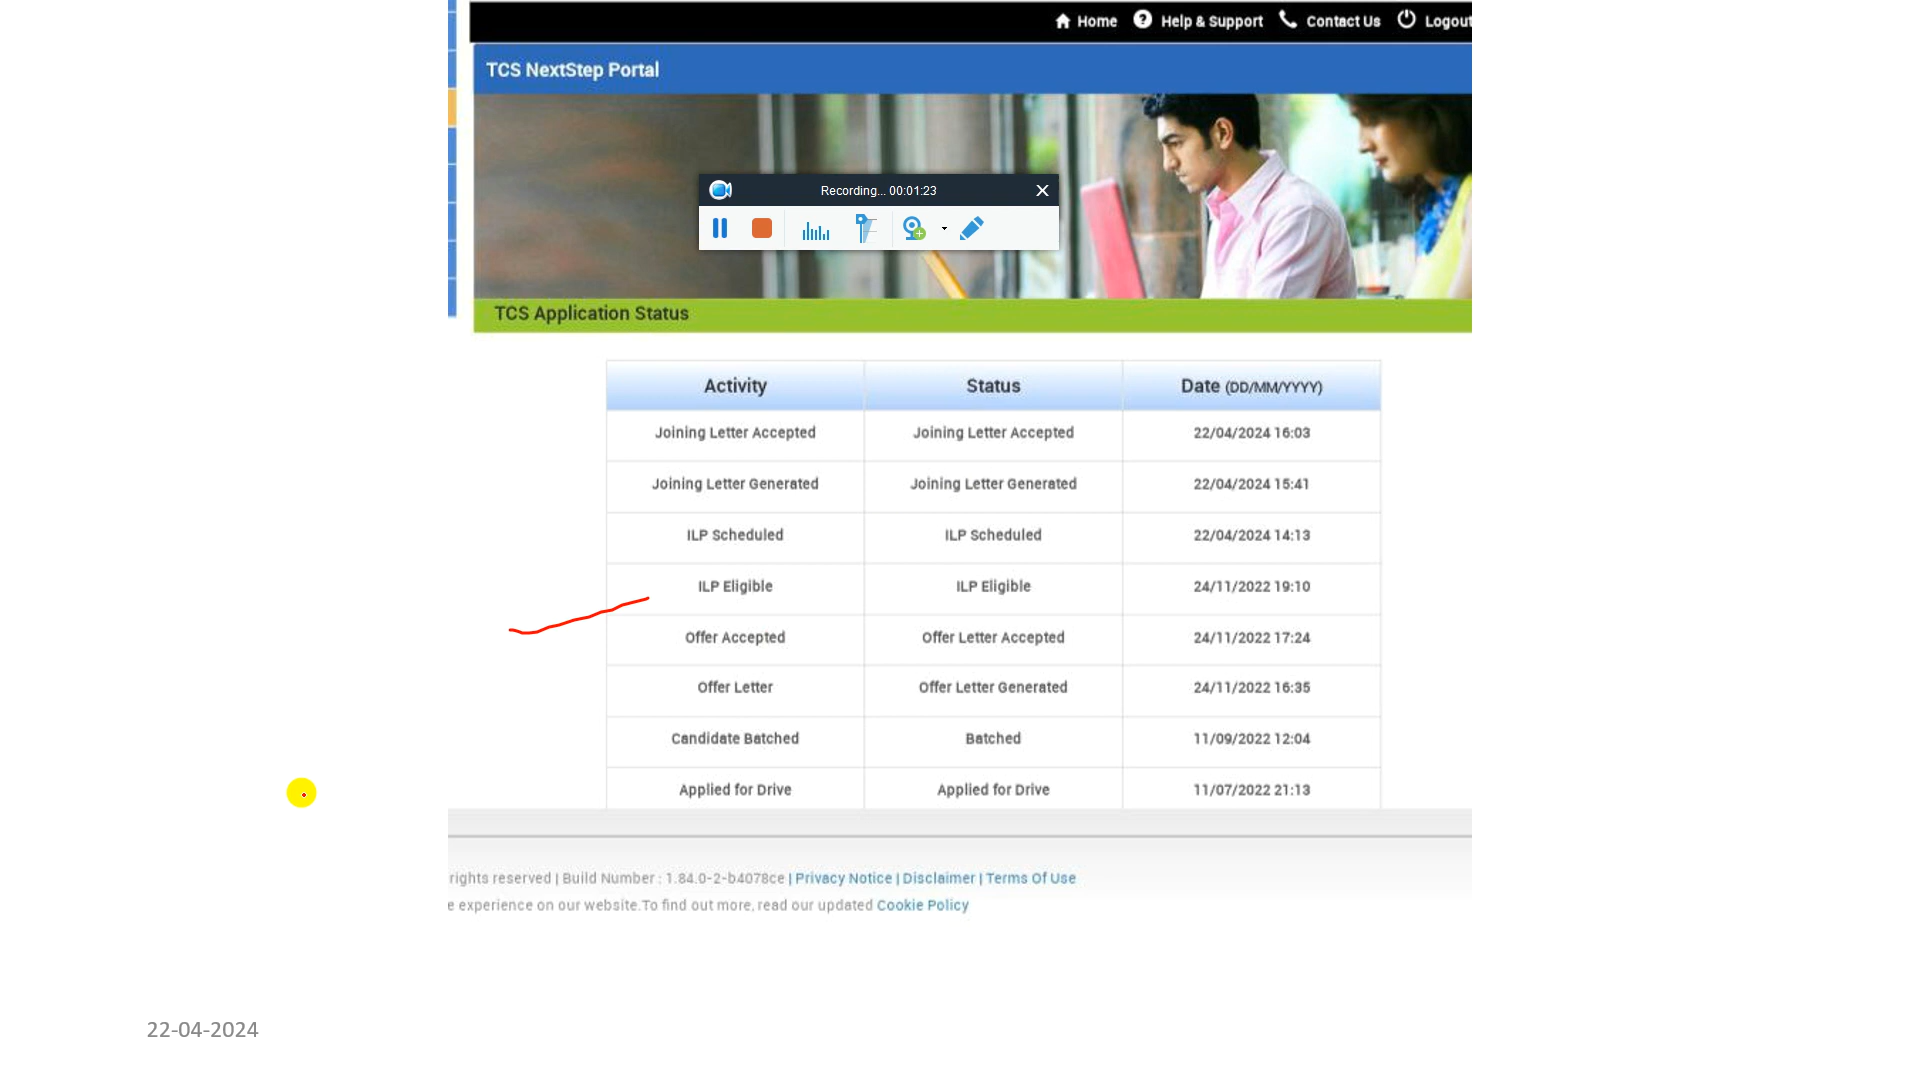 Home Help & Support Contact Us Logout
TCS NextStep Portal
Recording... 00:01:23
TCS Application Status
Activity Status Date (DD/MM/YYYY)
Joining Letter Accepted Joining Letter Accepted 22/04/2024 16:03
Joining Letter Generated Joining Letter Generated 22/04/2024 15:41
ILP Scheduled ILP Scheduled 22/04/2024 14:13
ILP Eligible ILP Eligible 24/11/2022 19:10
Offer Accepted Offer Letter Accepted 24/11/2022 17:24
Offer Letter Offer Letter Generated 24/11/2022 16:35
Candidate Batched Batched 11/09/2022 12:04
Applied for Drive Applied for Drive 11/07/2022 21:13
rights reserved | Build Number : 1.84.0-2-b4078ce | Privacy Notice | Disclaimer | Terms Of Use
e experience on our website.To find out more, read our updated Cookie Policy
22-04-2024